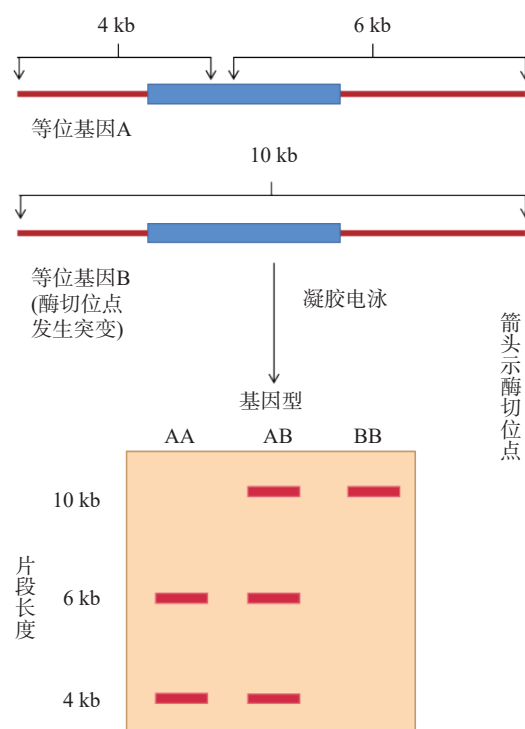 4 kb
6 kb
等位基因A
10 kb
等位基因B
(酶切位点
发生突变)
凝胶电泳
箭头示酶切位点
基因型
AA
AB
BB
片段长度
10 kb
6 kb
4 kb